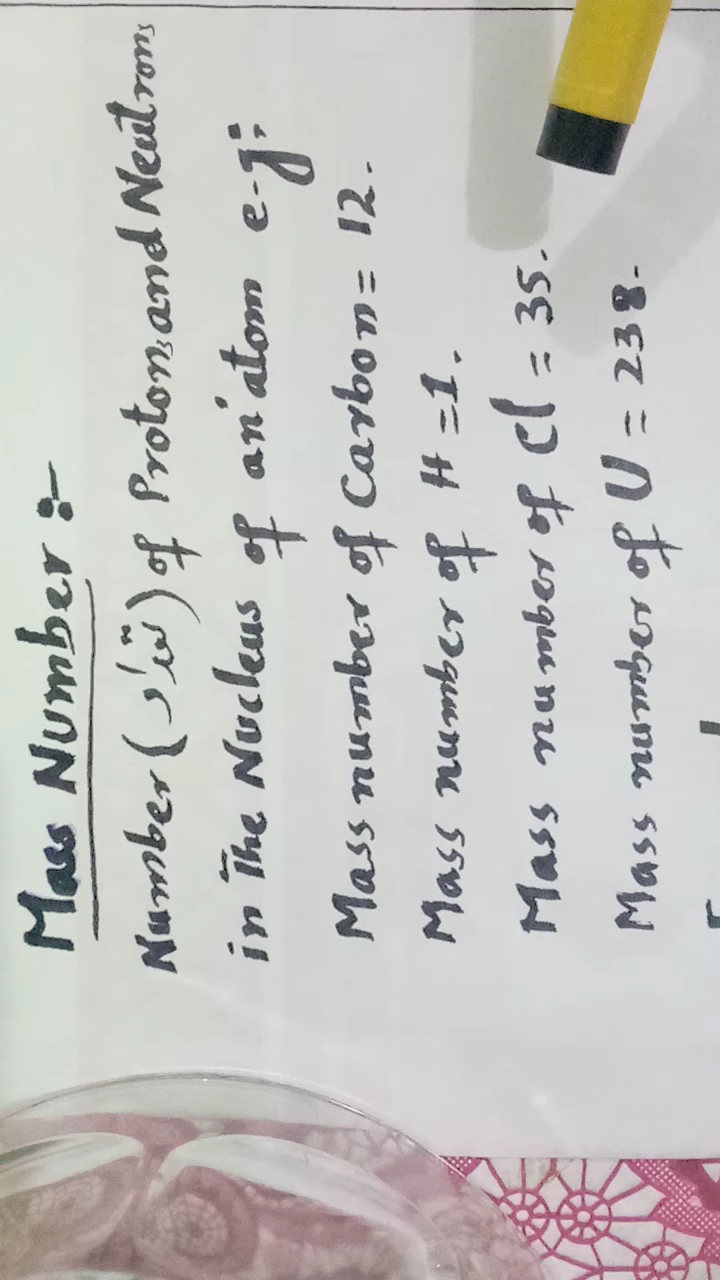 Mass Number :-
Number (تعداد) of Protons and Neutrons
in The Nucleus of an atom e.g:
Mass number of Carbon = 12.
Mass number of H = 1.
Mass number of Cl = 35.
Mass number of U = 238.